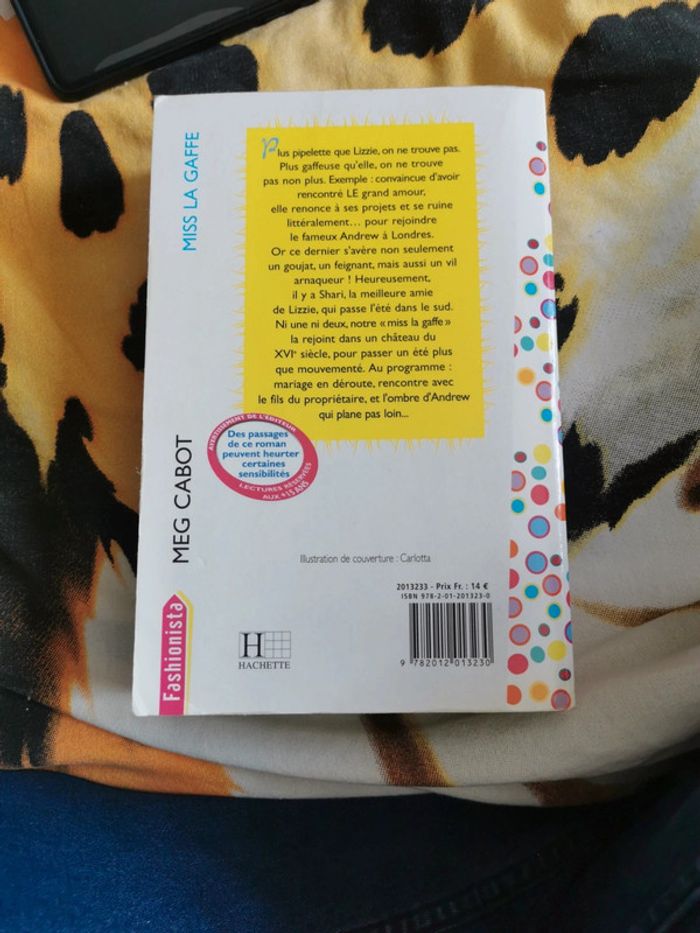 MISS LA GAFFE
MEG CABOT
Fashionista
Plus pipelette que Lizzie, on ne trouve pas.
Plus gaffeuse qu'elle, on ne trouve
pas non plus. Exemple : convaincue d'avoir
rencontré LE grand amour,
elle renonce à ses projets et se ruine
littéralement… pour rejoindre
le fameux Andrew à Londres.
Or ce dernier s'avère non seulement
un goujat, un feignant, mais aussi un vil
arnaqueur ! Heureusement,
il y a Shari, la meilleure amie
de Lizzie, qui passe l'été dans le sud.
Ni une ni deux, notre « miss la gaffe »
la rejoint dans un château du
XVIe siècle, pour passer un été plus
que mouvementé. Au programme :
mariage en déroute, rencontre avec
le fils du propriétaire, et l'ombre d'Andrew
qui plane pas loin...
AVERTISSEMENT DE L'ÉDITEUR
Des passages
de ce roman
peuvent heurter
certaines
sensibilités
LECTURES RÉSERVÉES
AUX +15 ANS
Illustration de couverture : Carlotta
2013233 - Prix Fr. : 14 €
ISBN 978-2-01-201323-0
H
HACHETTE
9 782012 013230